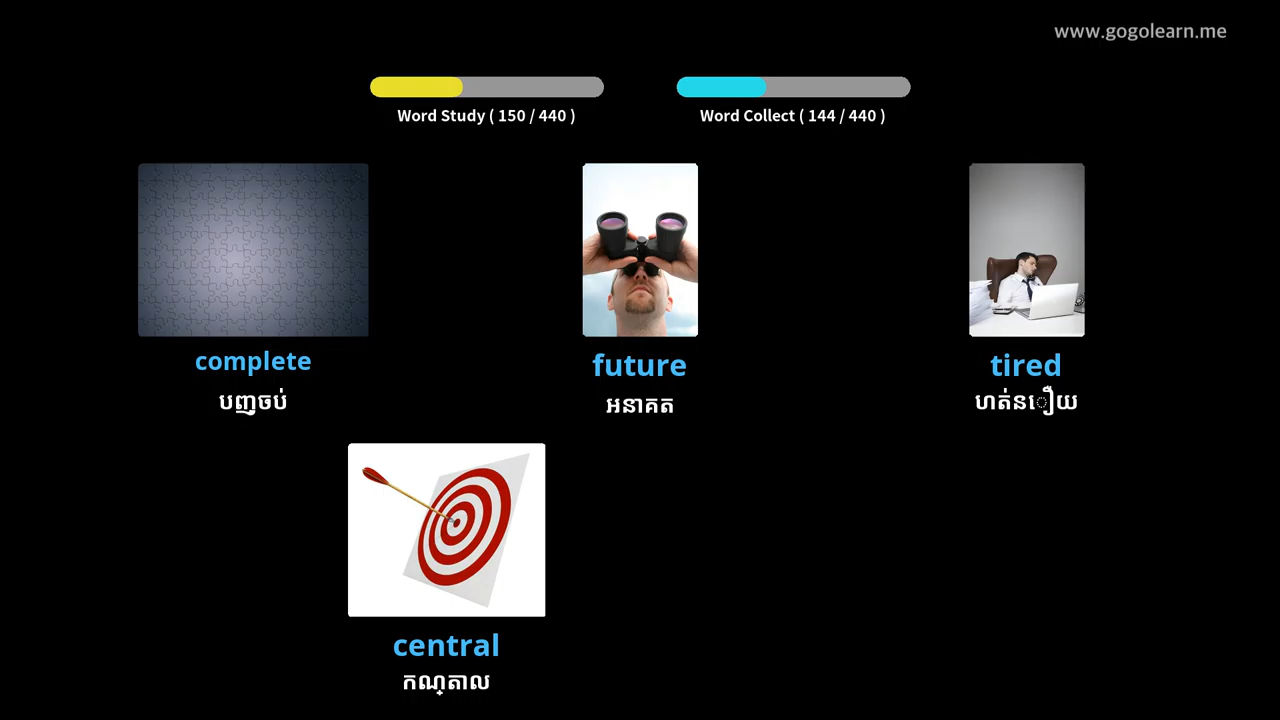 www.gogolearn.me
Word Study ( 150 / 440 )
Word Collect ( 144 / 440 )
complete
បញ្ចប់
future
អនាគត
tired
ហត់នឿយ
central
កណ្តាល